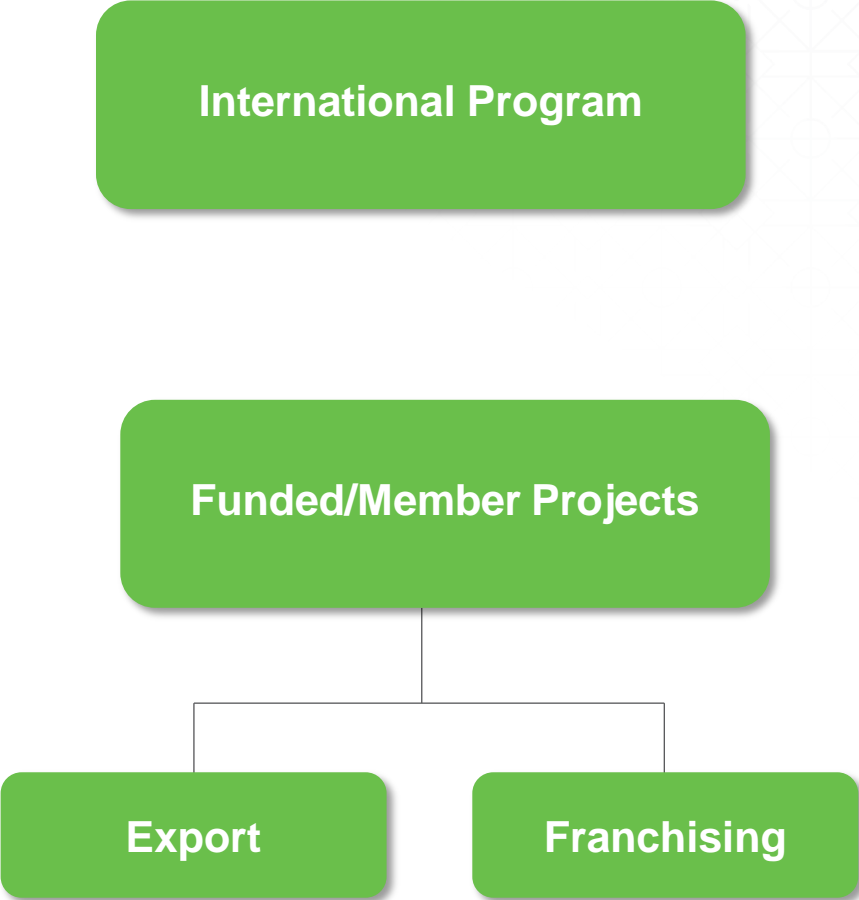 International Program
Funded/Member Projects
Export
Franchising